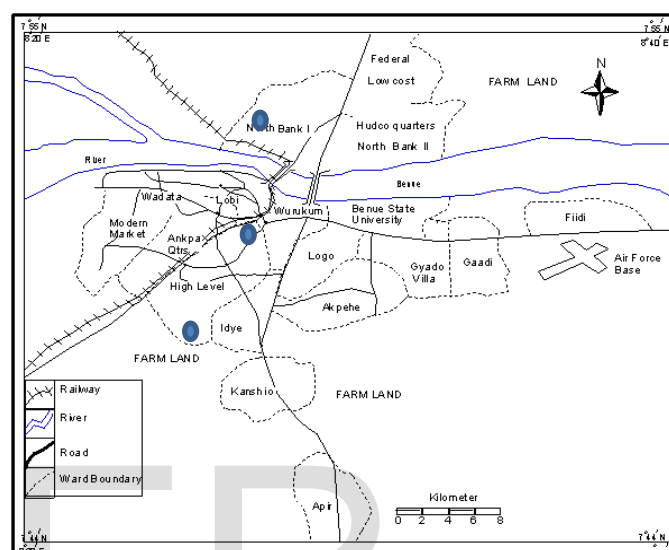 7° 55 N
8° 20 E
8° 40 E
Federal
Low cost
FARM LAND
N
North Bank I
Hudco quarters
North Bank II
River
Benue
Wadata
Lobi
Wurukum
Benue State
University
Fiidi
Modern
Market
Ankpa
Qtrs.
Logo
Gyado
Villa
Gaadi
Air Force
Base
High Level
Akpehe
Idye
FARM LAND
Kanshio
FARM LAND
Railway
River
Road
Ward Boundary
Apir
Kilometer
0 2 4 6 8
7° 44 N
7° 44 N